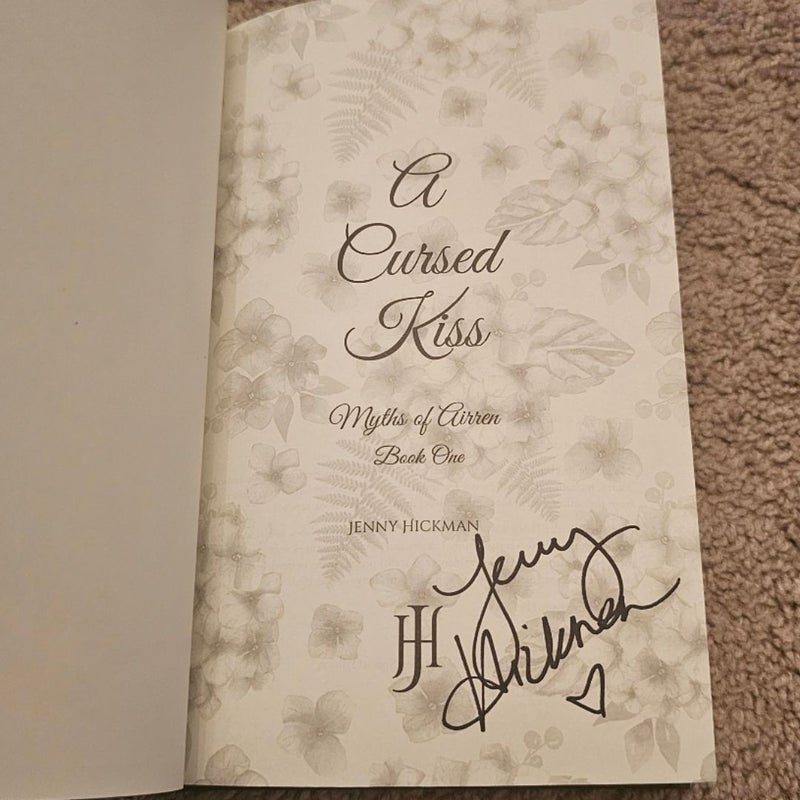 A
Cursed
Kiss
Myths of Airren
Book One
JENNY HICKMAN
Jenny
JH
Hickman